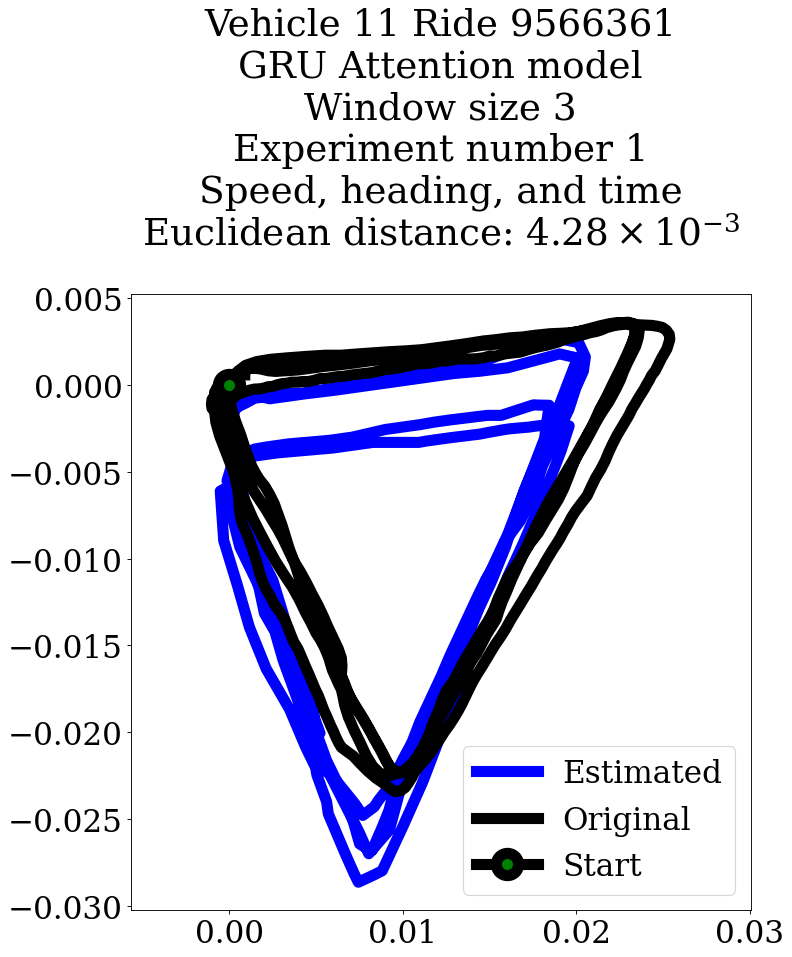 Vehicle 11 Ride 9566361
GRU Attention model
Window size 3
Experiment number 1
Speed, heading, and time
Euclidean distance: 4.28 × 10⁻³
0.005
0.000
−0.005
−0.010
−0.015
−0.020
−0.025
−0.030
Estimated
Original
Start
0.00 0.01 0.02 0.03